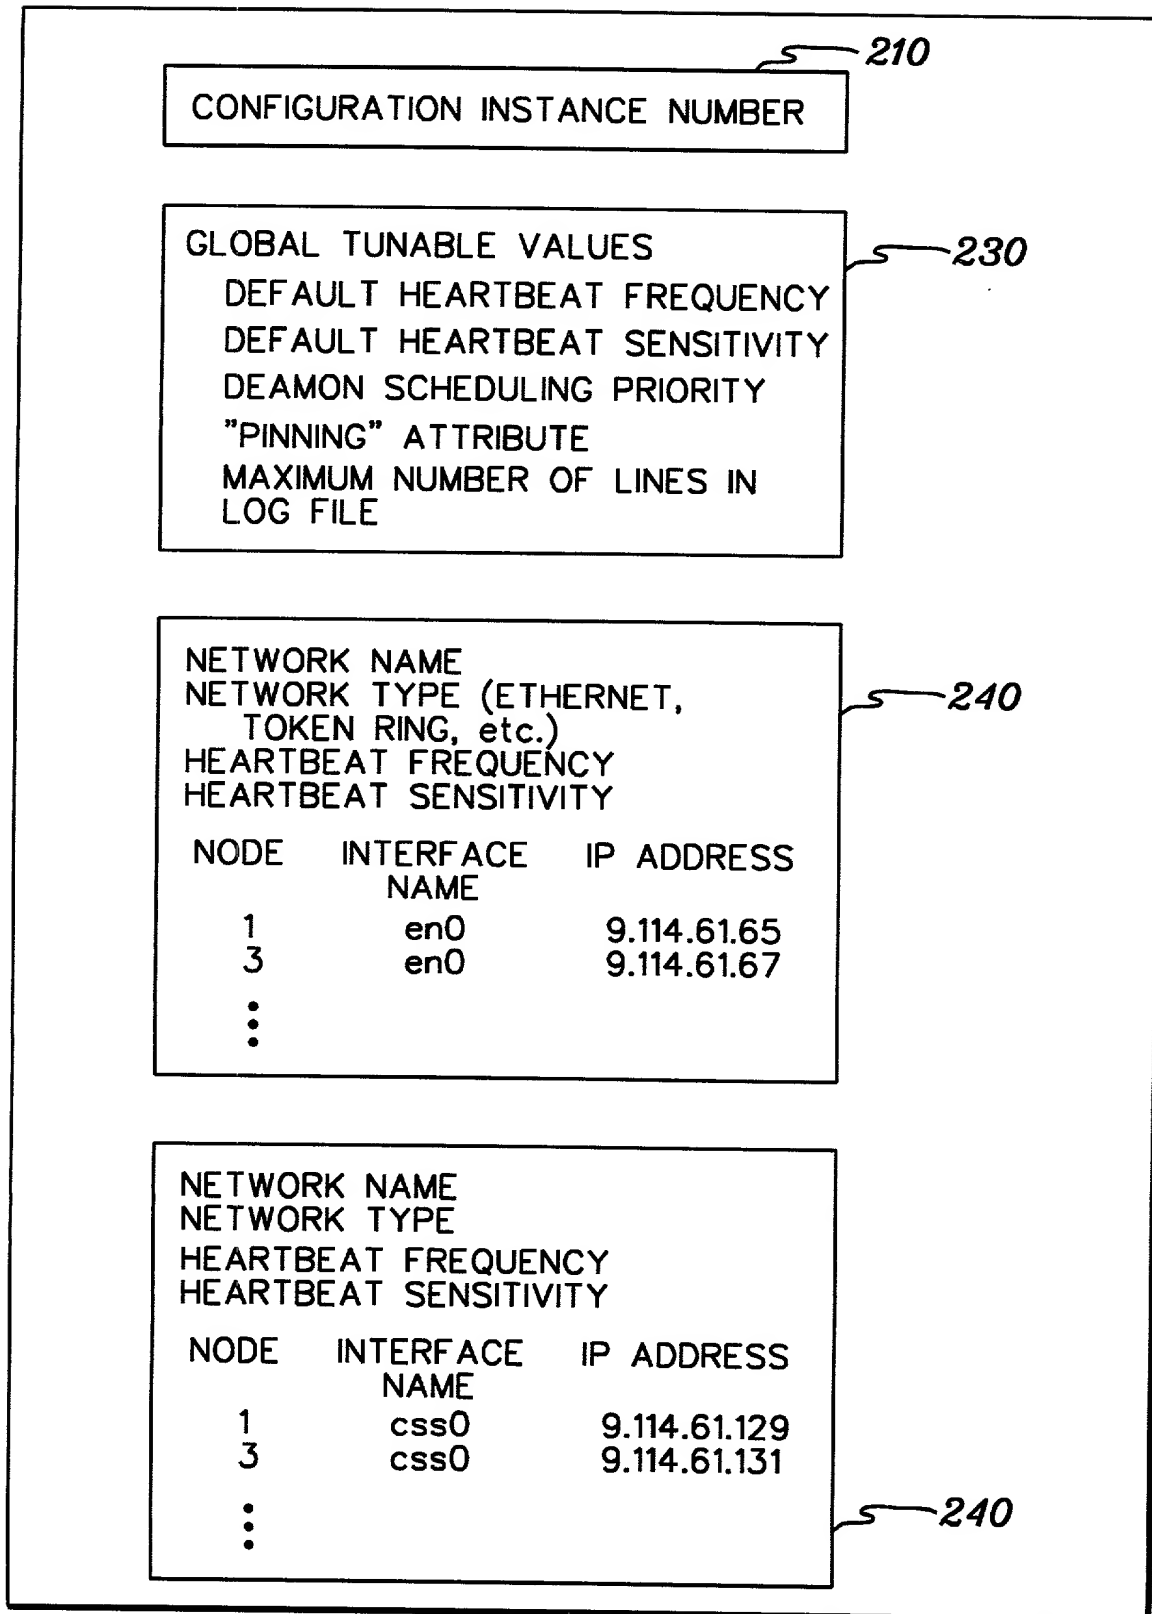 210
CONFIGURATION INSTANCE NUMBER
GLOBAL TUNABLE VALUES
230
DEFAULT HEARTBEAT FREQUENCY
DEFAULT HEARTBEAT SENSITIVITY
DEAMON SCHEDULING PRIORITY
"PINNING" ATTRIBUTE
MAXIMUM NUMBER OF LINES IN
LOG FILE
NETWORK NAME
NETWORK TYPE (ETHERNET,
240
TOKEN RING, etc.)
HEARTBEAT FREQUENCY
HEARTBEAT SENSITIVITY
NODE INTERFACE IP ADDRESS
NAME
1 en0 9.114.61.65
3 en0 9.114.61.67
NETWORK NAME
NETWORK TYPE
HEARTBEAT FREQUENCY
HEARTBEAT SENSITIVITY
NODE INTERFACE IP ADDRESS
NAME
1 css0 9.114.61.129
3 css0 9.114.61.131
240